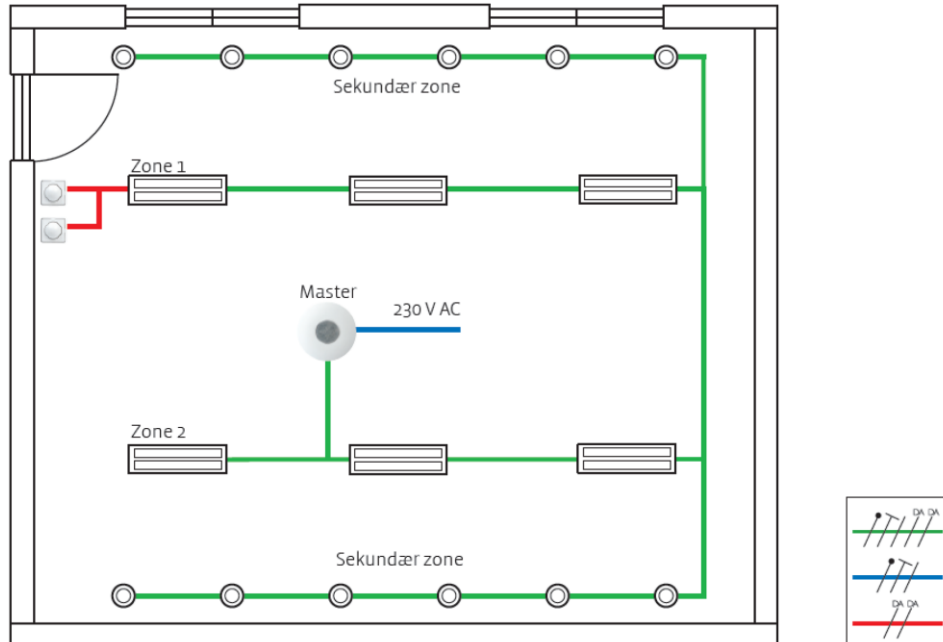 Sekundær zone
Zone 1
Master
230 V AC
Zone 2
Sekundær zone
DA DA
DA DA